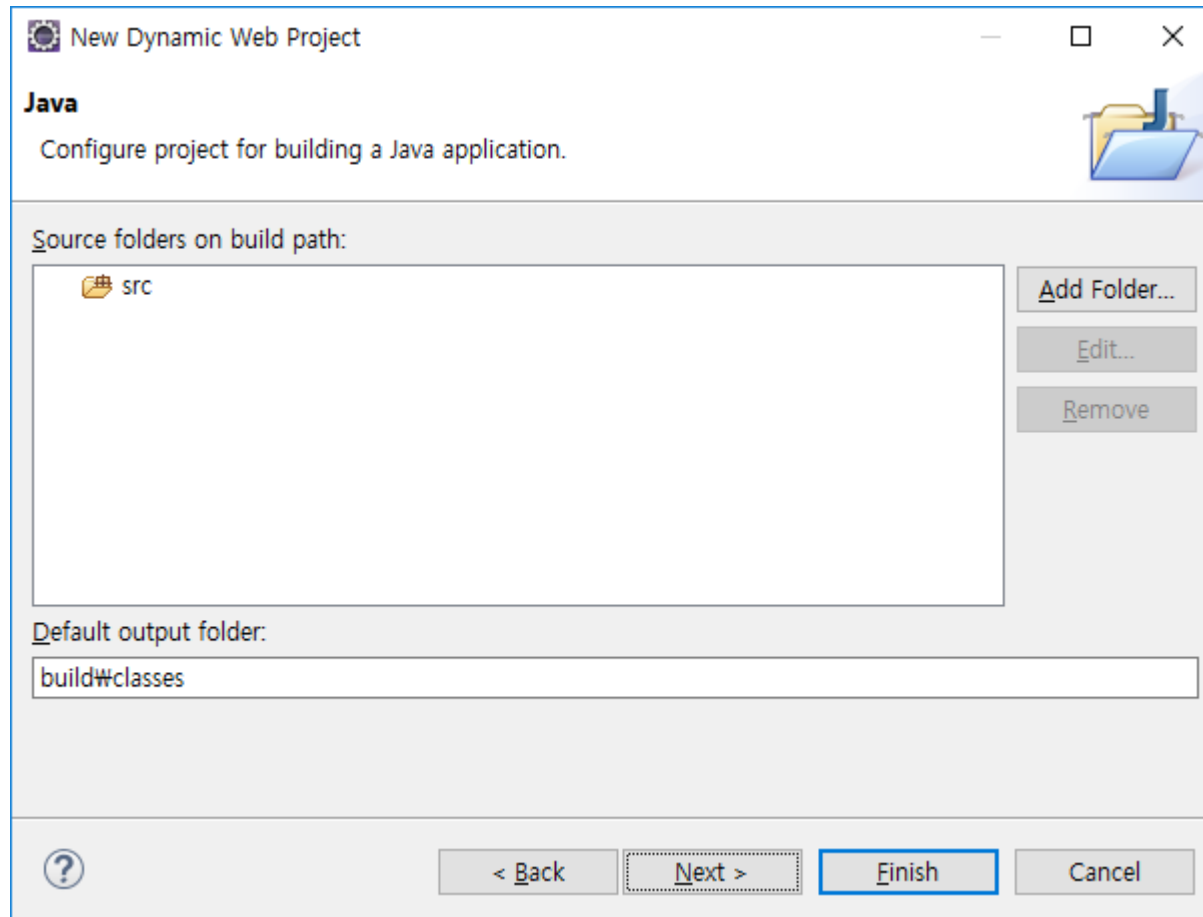 New Dynamic Web Project
Java
Configure project for building a Java application.
Source folders on build path:
src
Add Folder...
Edit...
Remove
Default output folder:
build₩classes
?
< Back
Next >
Finish
Cancel